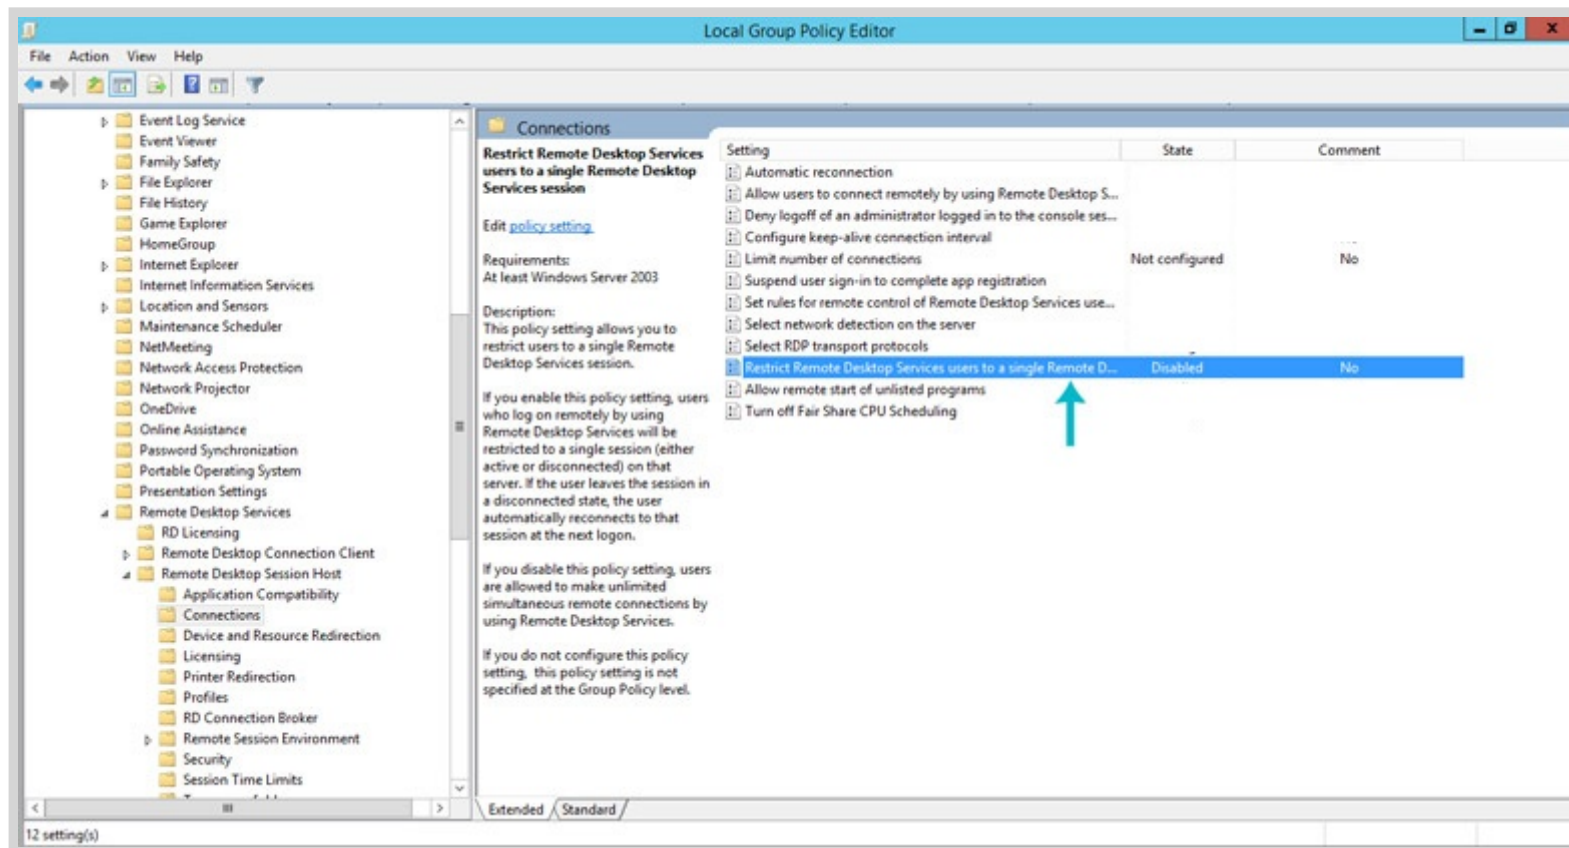 Local Group Policy Editor
File Action View Help
Event Log Service
Event Viewer
Family Safety
File Explorer
File History
Game Explorer
HomeGroup
Internet Explorer
Internet Information Services
Location and Sensors
Maintenance Scheduler
NetMeeting
Network Access Protection
Network Projector
OneDrive
Online Assistance
Password Synchronization
Portable Operating System
Presentation Settings
Remote Desktop Services
RD Licensing
Remote Desktop Connection Client
Remote Desktop Session Host
Application Compatibility
Connections
Device and Resource Redirection
Licensing
Printer Redirection
Profiles
RD Connection Broker
Remote Session Environment
Security
Session Time Limits
Connections
Restrict Remote Desktop Services
users to a single Remote Desktop
Services session
Edit policy setting
Requirements:
At least Windows Server 2003
Description:
This policy setting allows you to
restrict users to a single Remote
Desktop Services session.
If you enable this policy setting, users
who log on remotely by using
Remote Desktop Services will be
restricted to a single session (either
active or disconnected) on that
server. If the user leaves the session in
a disconnected state, the user
automatically reconnects to that
session at the next logon.
If you disable this policy setting, users
are allowed to make unlimited
simultaneous remote connections by
using Remote Desktop Services.
If you do not configure this policy
setting, this policy setting is not
specified at the Group Policy level.
Setting State Comment
Automatic reconnection
Allow users to connect remotely by using Remote Desktop S...
Deny logoff of an administrator logged in to the console ses...
Configure keep-alive connection interval
Limit number of connections Not configured No
Suspend user sign-in to complete app registration
Set rules for remote control of Remote Desktop Services use...
Select network detection on the server
Select RDP transport protocols
Restrict Remote Desktop Services users to a single Remote D... Disabled No
Allow remote start of unlisted programs
Turn off Fair Share CPU Scheduling
Extended Standard
12 setting(s)